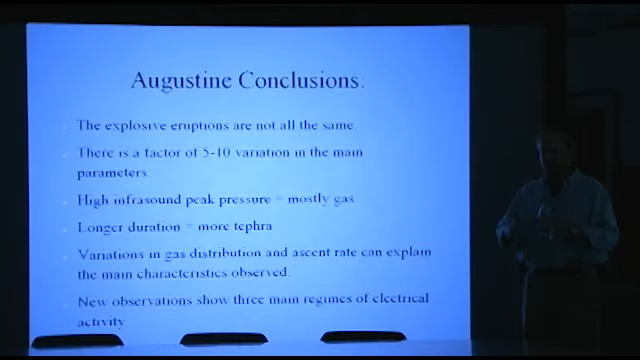 Augustine Conclusions.
The explosive eruptions are not all the same
There is a factor of 5-10 variation in the main
parameters.
High infrasound peak pressure = mostly gas
Longer duration = more tephra
Variations in gas distribution and ascent rate can explain
the main characteristics observed.
New observations show three main regimes of electrical
activity